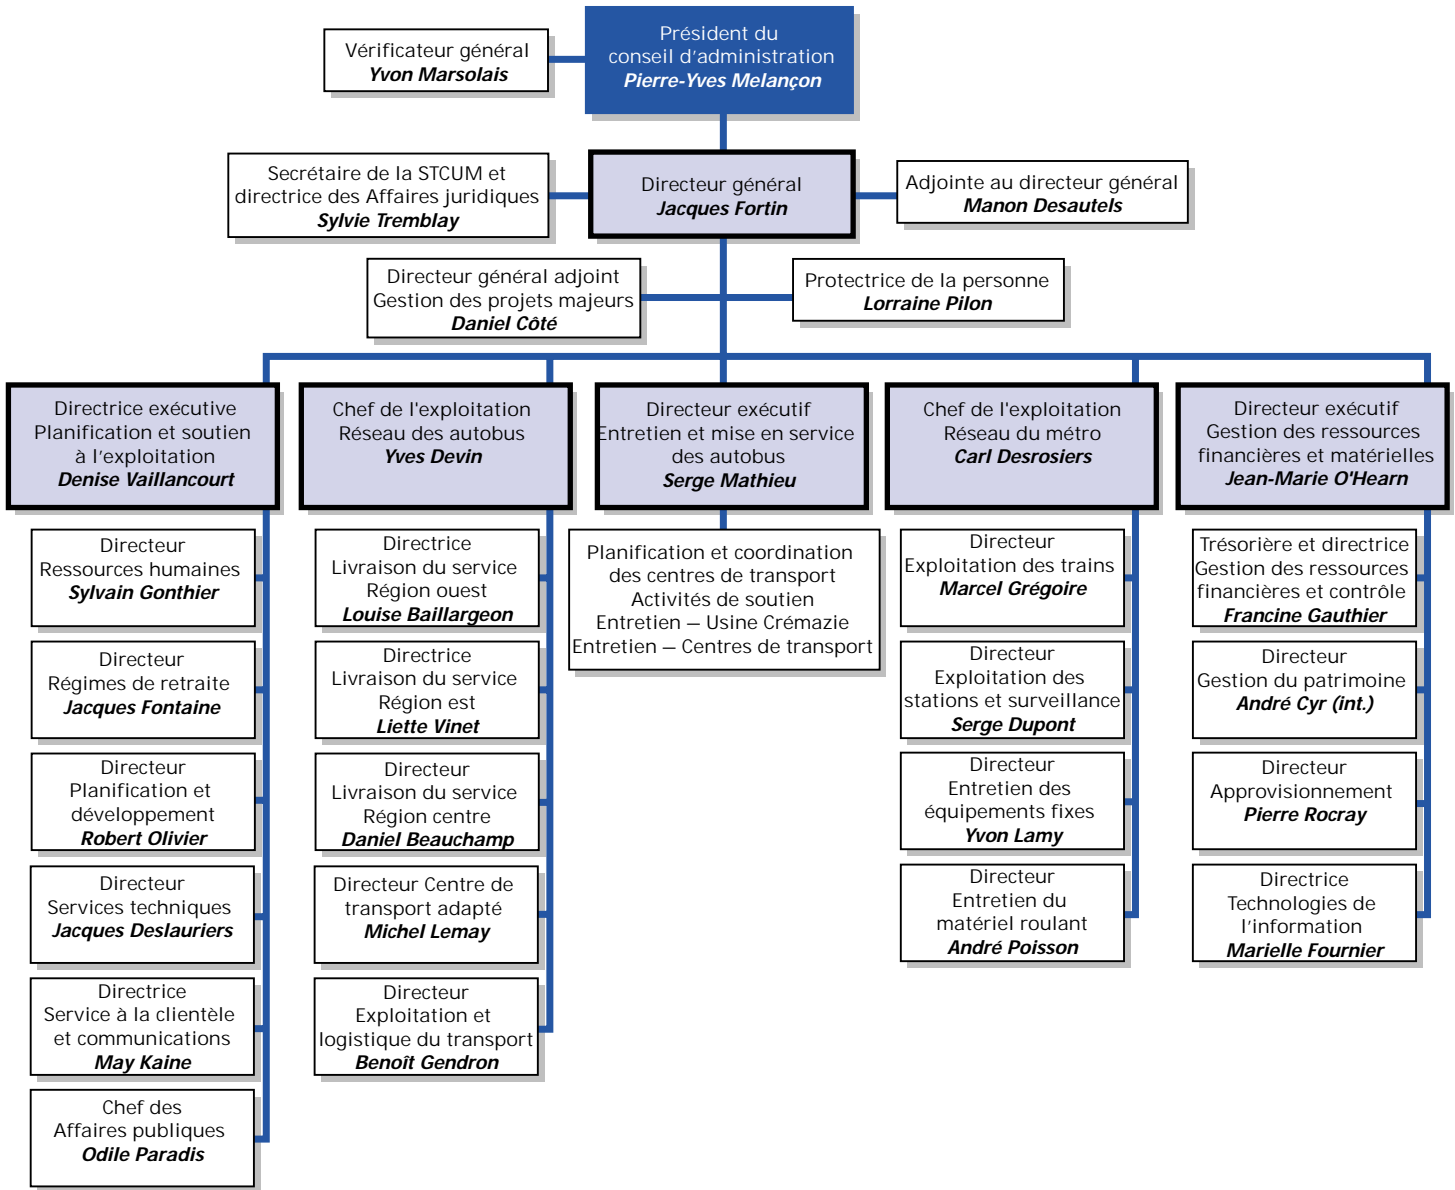 Président du
conseil d'administration
Pierre-Yves Melançon
Vérificateur général
Yvon Marsolais
Directeur général
Jacques Fortin
Secrétaire de la STCUM et
directrice des Affaires juridiques
Sylvie Tremblay
Adjointe au directeur général
Manon Desautels
Directeur général adjoint
Gestion des projets majeurs
Daniel Côté
Protectrice de la personne
Lorraine Pilon
Directrice exécutive
Planification et soutien
à l'exploitation
Denise Vaillancourt
Directeur
Ressources humaines
Sylvain Gonthier
Directeur
Régimes de retraite
Jacques Fontaine
Directeur
Planification et
développement
Robert Olivier
Directeur
Services techniques
Jacques Deslauriers
Directrice
Service à la clientèle
et communications
May Kaine
Chef des
Affaires publiques
Odile Paradis
Chef de l'exploitation
Réseau des autobus
Yves Devin
Directrice
Livraison du service
Région ouest
Louise Baillargeon
Directrice
Livraison du service
Région est
Liette Vinet
Directeur
Livraison du service
Région centre
Daniel Beauchamp
Directeur Centre de
transport adapté
Michel Lemay
Directeur
Exploitation et
logistique du transport
Benoît Gendron
Directeur exécutif
Entretien et mise en service
des autobus
Serge Mathieu
Planification et coordination
des centres de transport
Activités de soutien
Entretien – Usine Crémazie
Entretien – Centres de transport
Chef de l'exploitation
Réseau du métro
Carl Desrosiers
Directeur
Exploitation des trains
Marcel Grégoire
Directeur
Exploitation des
stations et surveillance
Serge Dupont
Directeur
Entretien des
équipements fixes
Yvon Lamy
Directeur
Entretien du
matériel roulant
André Poisson
Directeur exécutif
Gestion des ressources
financières et matérielles
Jean-Marie O'Hearn
Trésorière et directrice
Gestion des ressources
financières et contrôle
Francine Gauthier
Directeur
Gestion du patrimoine
André Cyr (int.)
Directeur
Approvisionnement
Pierre Rocray
Directrice
Technologies de
l'information
Marielle Fournier